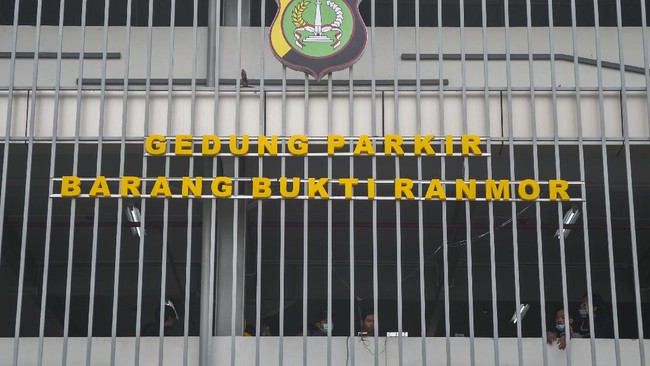 GEDUNG PARKIR
BARANG BUKTI RANMOR